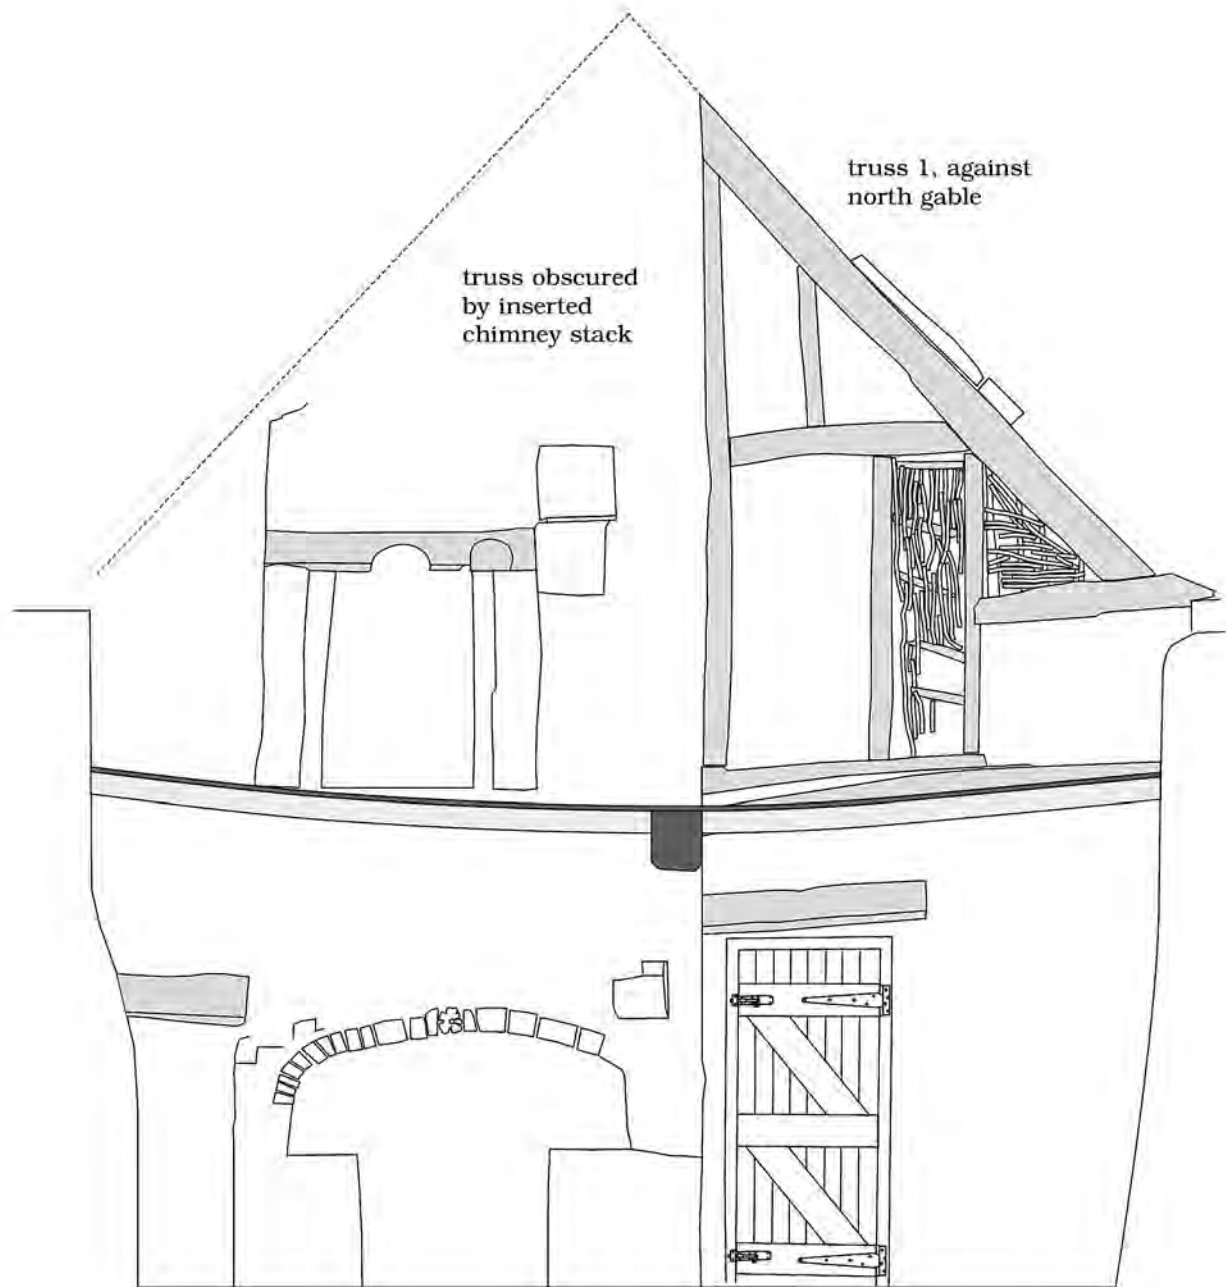 truss 1, against
north gable
truss obscured
by inserted
chimney stack